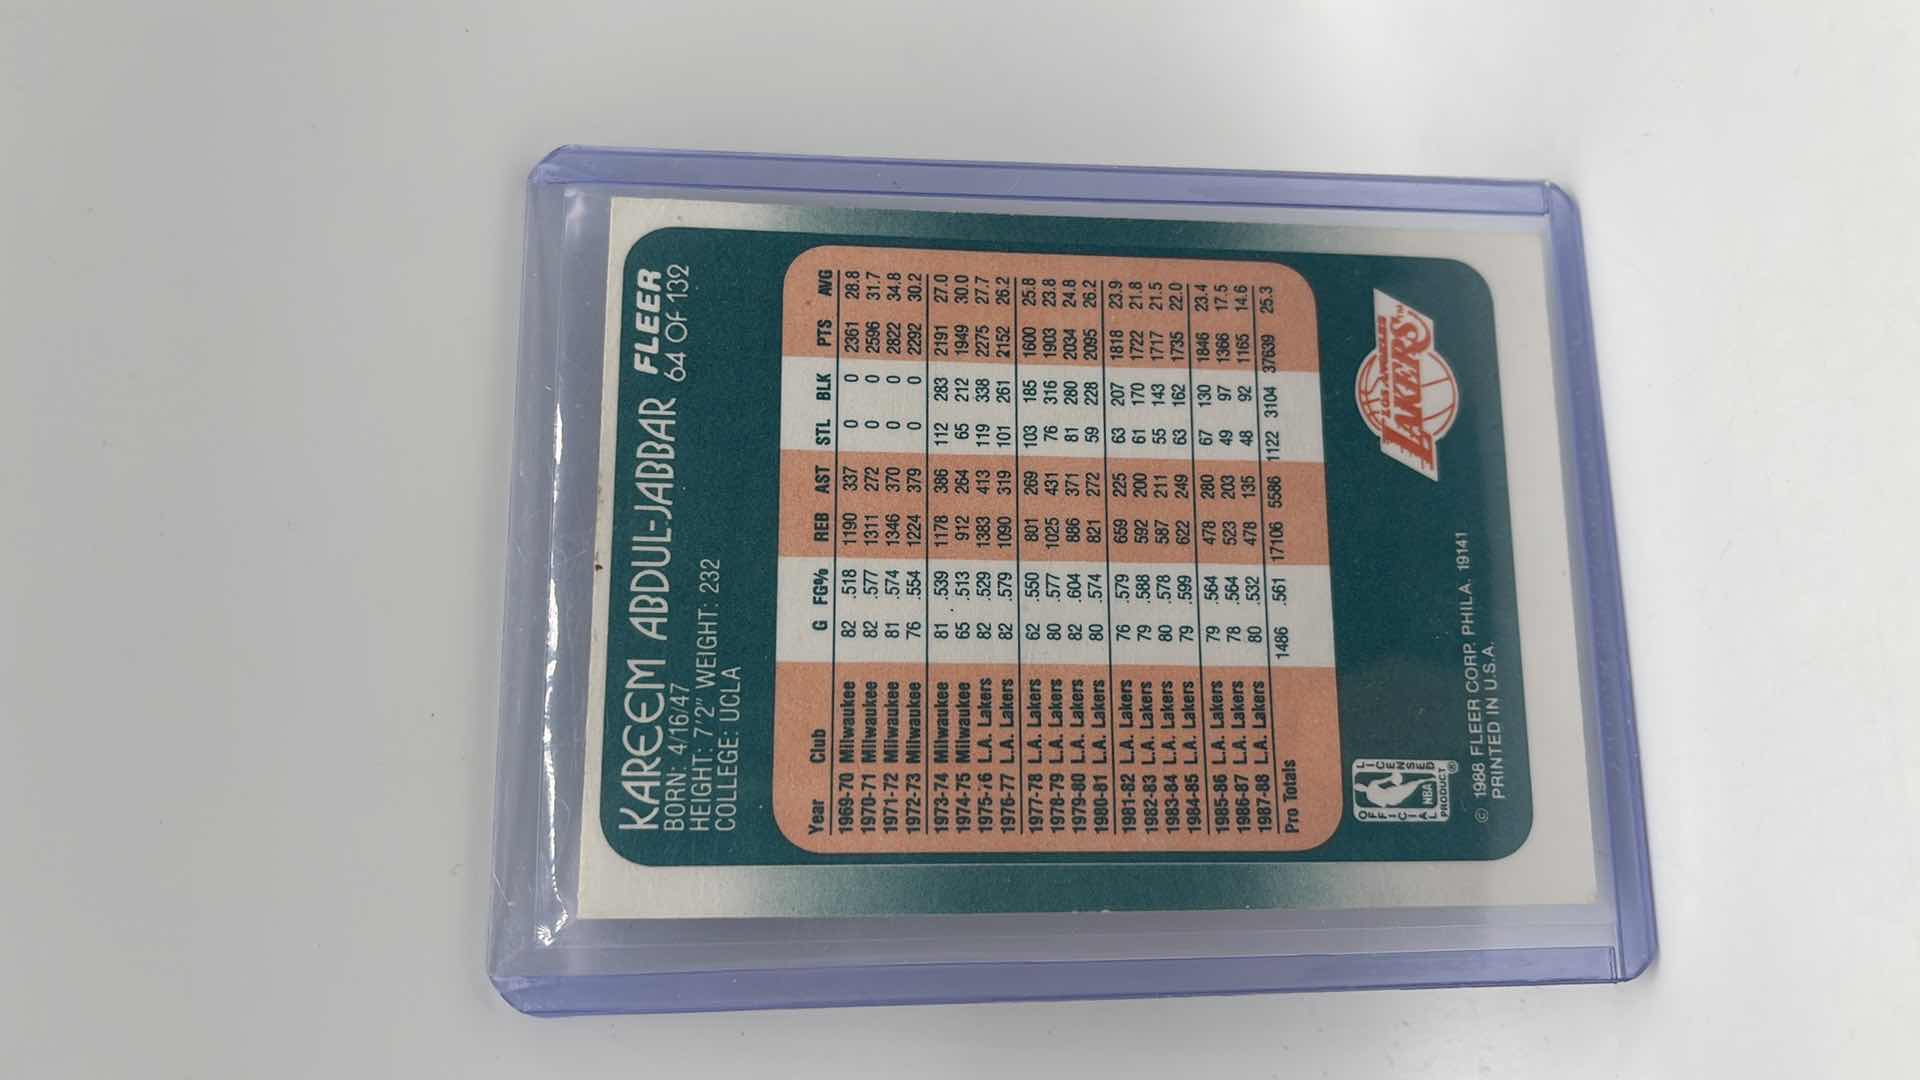 KAREEM ABDUL-JABBAR FLEER
BORN: 4/16/47 64 OF 132
HEIGHT: 7'2" WEIGHT: 232
COLLEGE: UCLA
Year Club G FG% REB AST STL BLK PTS AVG
1969-70 Milwaukee 82 .518 1190 337 0 0 2361 28.8
1970-71 Milwaukee 82 .577 1311 272 0 0 2596 31.7
1971-72 Milwaukee 81 .574 1346 370 0 0 2822 34.8
1972-73 Milwaukee 76 .554 1224 379 0 0 2292 30.2
1973-74 Milwaukee 81 .539 1178 386 112 283 2191 27.0
1974-75 Milwaukee 65 .513 912 264 65 212 1949 30.0
1975-76 L.A. Lakers 82 .529 1383 413 119 338 2275 27.7
1976-77 L.A. Lakers 82 .579 1090 319 101 261 2152 26.2
1977-78 L.A. Lakers 62 .550 801 269 103 185 1600 25.8
1978-79 L.A. Lakers 80 .577 1025 431 76 316 1903 23.8
1979-80 L.A. Lakers 82 .604 886 371 81 280 2034 24.8
1980-81 L.A. Lakers 80 .574 821 272 59 228 2095 26.2
1981-82 L.A. Lakers 76 .579 659 225 63 207 1818 23.9
1982-83 L.A. Lakers 79 .588 592 200 61 170 1722 21.8
1983-84 L.A. Lakers 80 .578 587 211 55 143 1717 21.5
1984-85 L.A. Lakers 79 .599 622 249 63 162 1735 22.0
1985-86 L.A. Lakers 79 .564 478 280 67 130 1846 23.4
1986-87 L.A. Lakers 78 .564 523 203 49 97 1366 17.5
1987-88 L.A. Lakers 80 .532 478 135 48 92 1165 14.6
Pro Totals 1486 .561 17106 5586 1122 3104 37639 25.3
OFFICIAL LICENSED
NBA
PRODUCT ®
LOS ANGELES
LAKERS TM
© 1988 FLEER CORP. PHILA. 19141
PRINTED IN U.S.A.